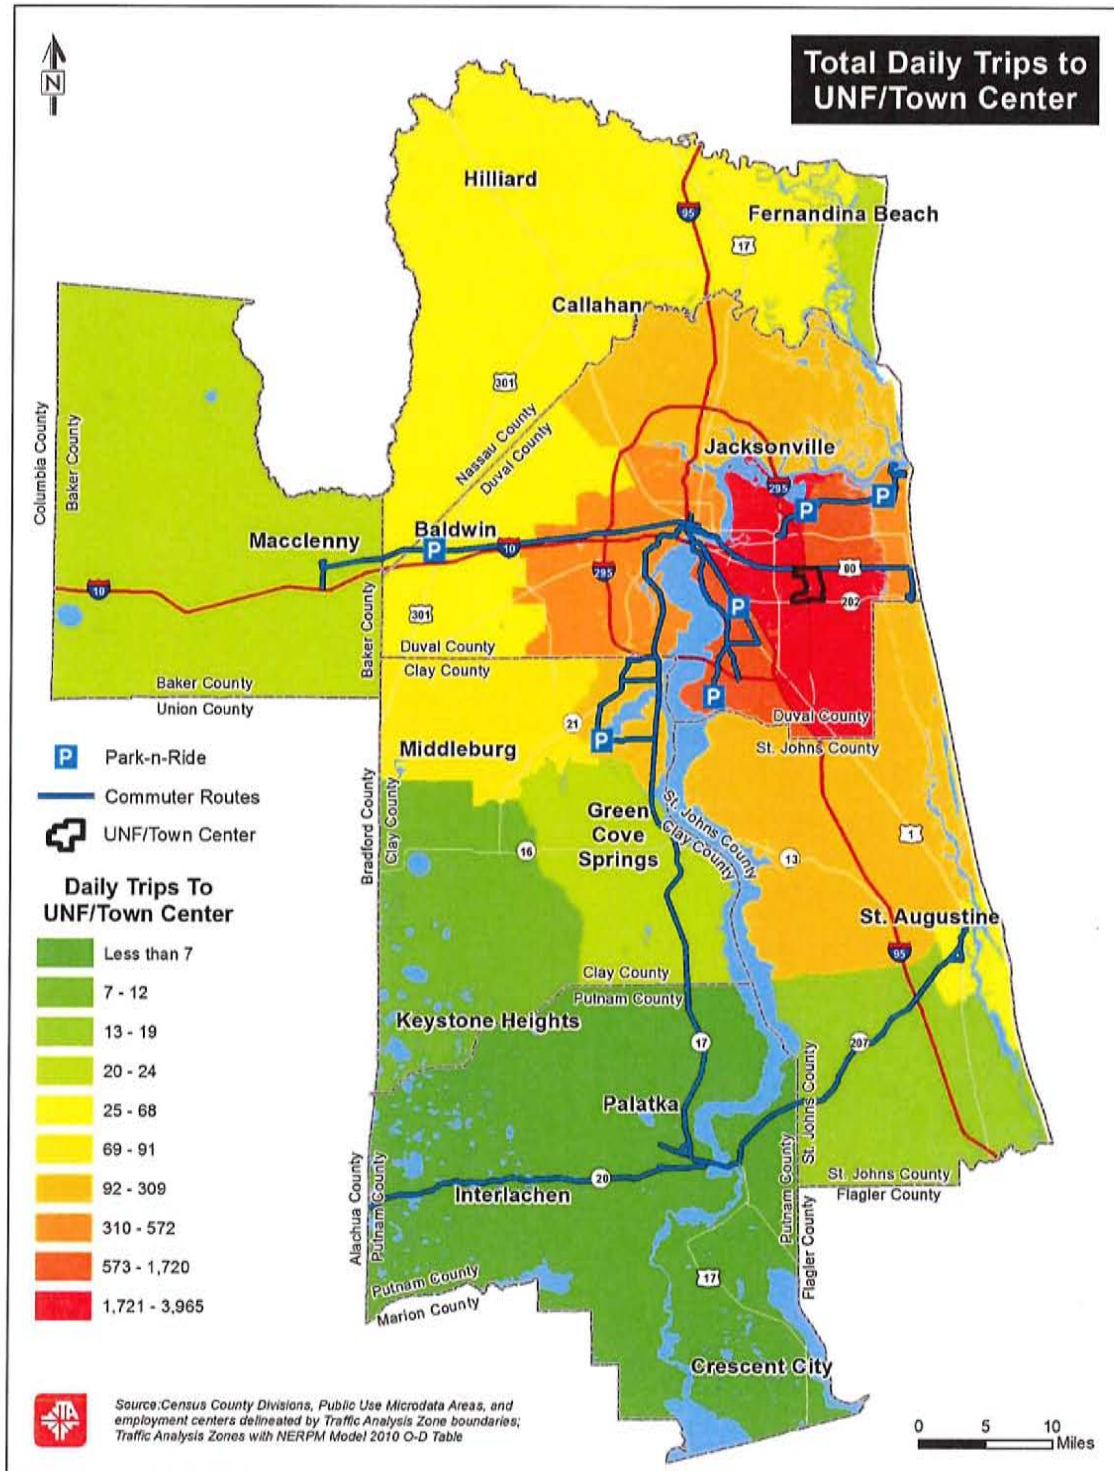 Total Daily Trips to
UNF/Town Center
N
Hilliard
95
Fernandina Beach
17
Callahan
301
Nassau County
Duval County
Columbia County
Baker County
Jacksonville
295
P
P
Macclenny
Baldwin
P
10
10
295
90
202
P
301
Baker County
Duval County
Clay County
Baker County
Union County
P
Duval County
St. Johns County
21
P
Middleburg
P Park-n-Ride
Commuter Routes
UNF/Town Center
Bradford County
Clay County
Green
Cove
Springs
St. Johns County
Clay County
16
13
1
Daily Trips To
UNF/Town Center
Less than 7
7 - 12
13 - 19
20 - 24
25 - 68
69 - 91
92 - 309
310 - 572
573 - 1,720
1,721 - 3,965
St. Augustine
95
Clay County
Putnam County
Keystone Heights
17
207
Palatka
St. Johns County
Putnam County
Flagler County
St. Johns County
Flagler County
Alachua County
Putnam County
Interlachen
20
Putnam County
Marion County
17
Crescent City
JTA
Source:Census County Divisions, Public Use Microdata Areas, and
employment centers delineated by Traffic Analysis Zone boundaries;
Traffic Analysis Zones with NERPM Model 2010 O-D Table
0 5 10
Miles